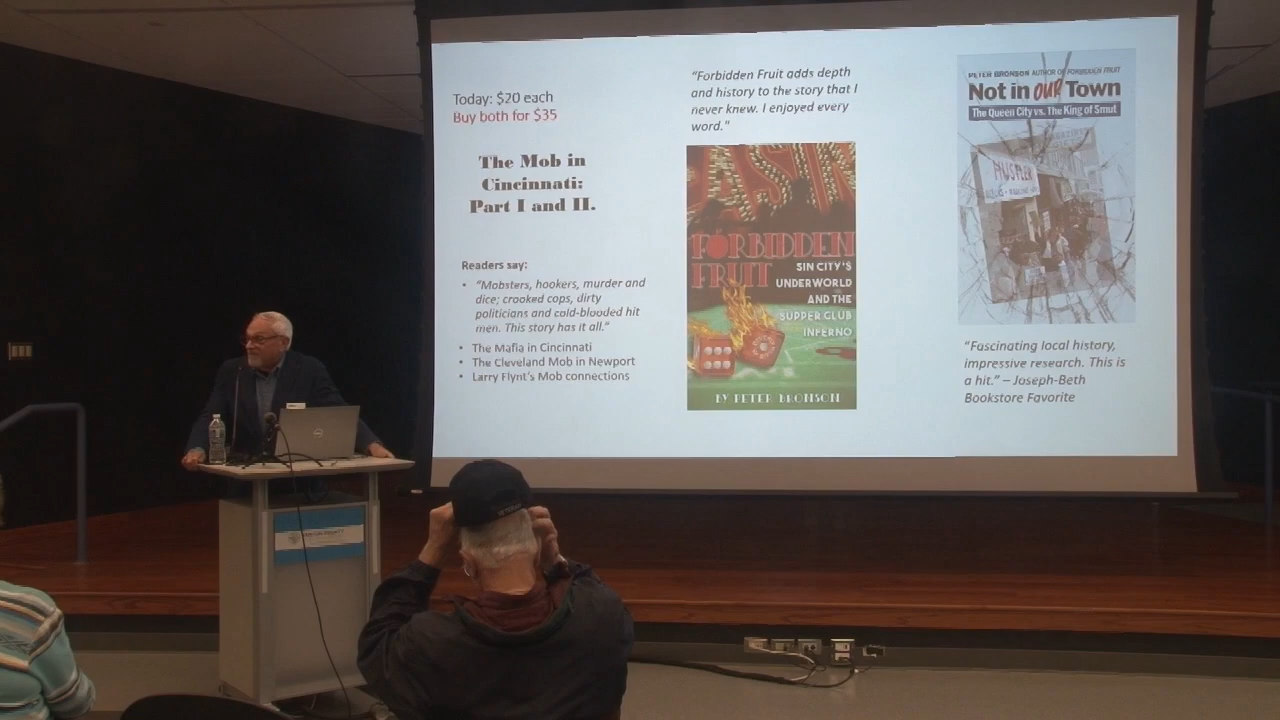 Today: $20 each
Buy both for $35
The Mob in
Cincinnati:
Part I and II.
Readers say:
• "Mobsters, hookers, murder and
dice; crooked cops, dirty
politicians and cold-blooded hit
men. This story has it all."
• The Mafia in Cincinnati
• The Cleveland Mob in Newport
• Larry Flynt's Mob connections
"Forbidden Fruit adds depth
and history to the story that I
never knew. I enjoyed every
word."
FORBIDDEN
FRUIT
SIN CITY'S
UNDERWORLD
AND THE
SUPPER CLUB
INFERNO
BY PETER BRONSON
PETER BRONSON AUTHOR OF FORBIDDEN FRUIT
Not in OUR Town
The Queen City vs. The King of Smut
HUSTLER
"Fascinating local history,
impressive research. This is
a hit." – Joseph-Beth
Bookstore Favorite
DELL